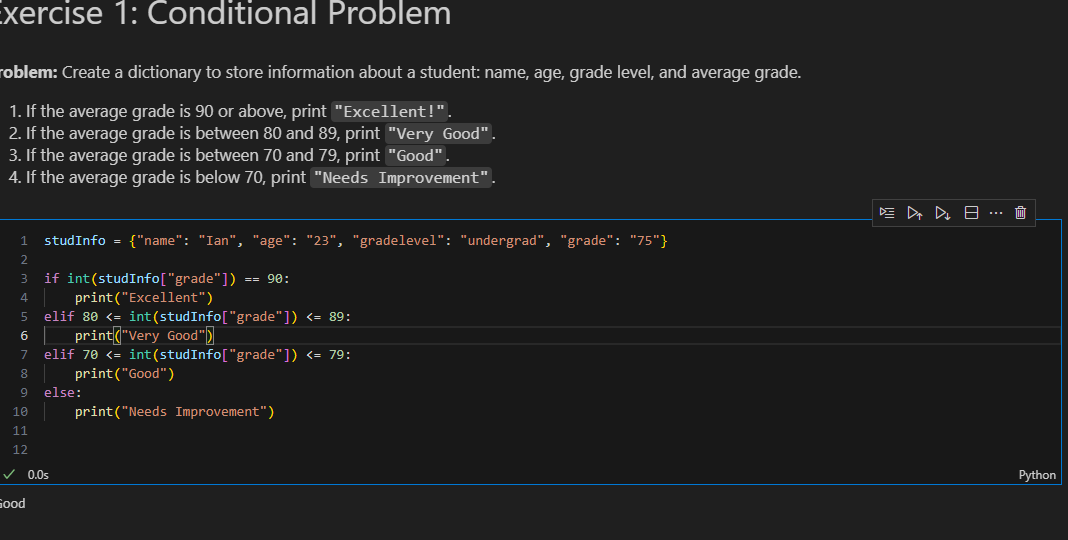 Exercise 1: Conditional Problem
Problem: Create a dictionary to store information about a student: name, age, grade level, and average grade.
1. If the average grade is 90 or above, print "Excellent!".
2. If the average grade is between 80 and 89, print "Very Good".
3. If the average grade is between 70 and 79, print "Good".
4. If the average grade is below 70, print "Needs Improvement".
1 studInfo = {"name": "Ian", "age": "23", "gradelevel": "undergrad", "grade": "75"}
2
3 if int(studInfo["grade"]) == 90:
4     print("Excellent")
5 elif 80 <= int(studInfo["grade"]) <= 89:
6     print("Very Good")
7 elif 70 <= int(studInfo["grade"]) <= 79:
8     print("Good")
9 else:
10     print("Needs Improvement")
11
12
0.0s Python
Good